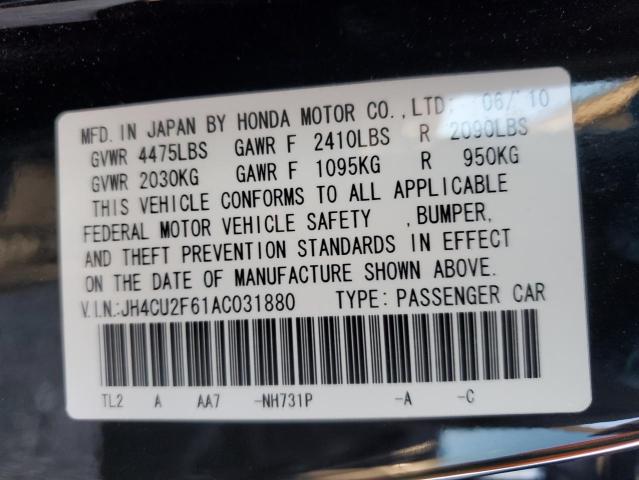 MFD. IN JAPAN BY HONDA MOTOR CO., LTD. 06/10
GVWR 4475LBS GAWR F 2410LBS R 2090LBS
GVWR 2030KG GAWR F 1095KG R 950KG
THIS VEHICLE CONFORMS TO ALL APPLICABLE
FEDERAL MOTOR VEHICLE SAFETY , BUMPER,
AND THEFT PREVENTION STANDARDS IN EFFECT
ON THE DATE OF MANUFACTURE SHOWN ABOVE.
V.I.N.:JH4CU2F61AC031880 TYPE: PASSENGER CAR
TL2 A AA7 -NH731P -A -C